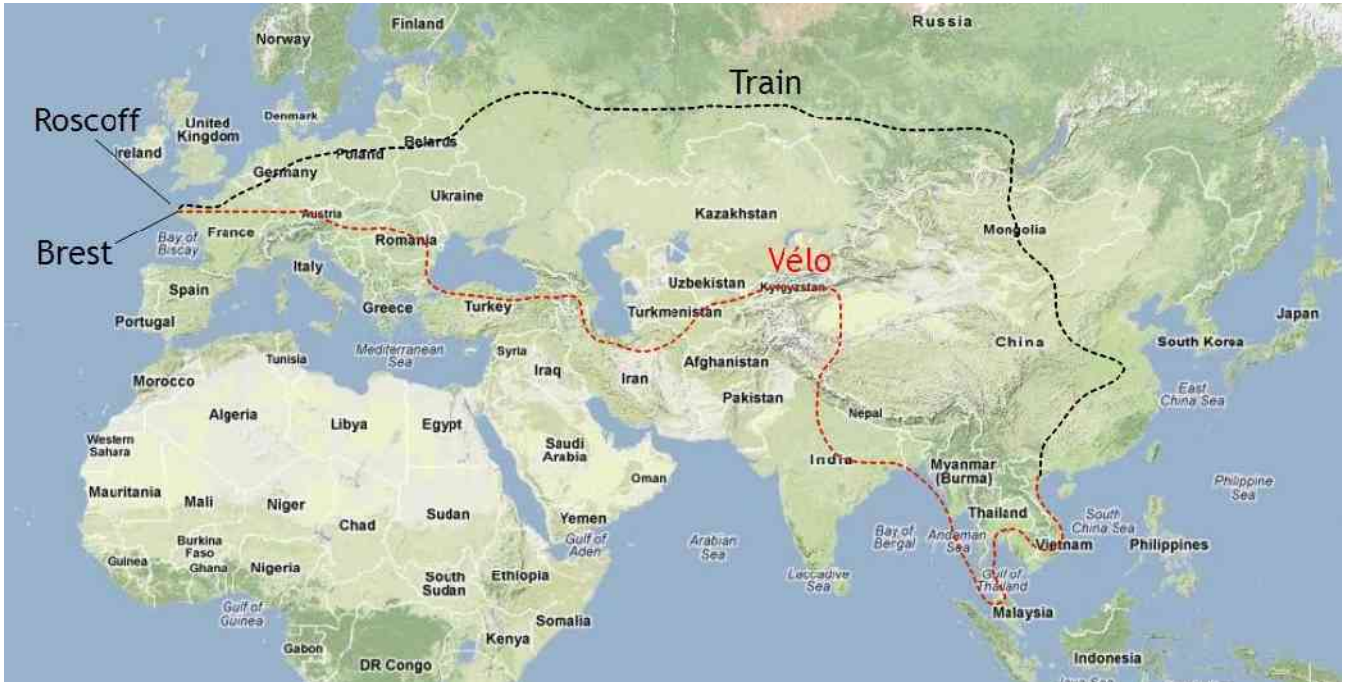 Finland
Russia
Norway
Train
Roscoff
Denmark
United
Kingdom
Ireland
Belarus
Poland
Germany
Ukraine
Austria
Kazakhstan
Brest
France
Bay of
Biscay
Romania
Mongolia
Italy
Vélo
Uzbekistan
Kyrgyzstan
Spain
Greece
Turkey
Turkmenistan
Japan
Portugal
China
South Korea
Mediterranean
Sea
Tunisia
Syria
Afghanistan
Morocco
Iraq
Iran
East
China Sea
Pakistan
Nepal
Algeria
Libya
Egypt
Western
Sahara
Saudi
Arabia
India
Myanmar
(Burma)
Oman
Mauritania
Mali
Niger
Philippine
Sea
Chad
Sudan
Thailand
South
China Sea
Yemen
Gulf of
Aden
Arabian
Sea
Bay of
Bengal
Andaman
Sea
Vietnam
Philippines
Burkina
Faso
Guinea
Ghana
Nigeria
South
Sudan
Ethiopia
Laccadive
Sea
Gulf of
Thailand
Gulf of
Guinea
Somalia
Malaysia
Kenya
Gabon
DR Congo
Indonesia